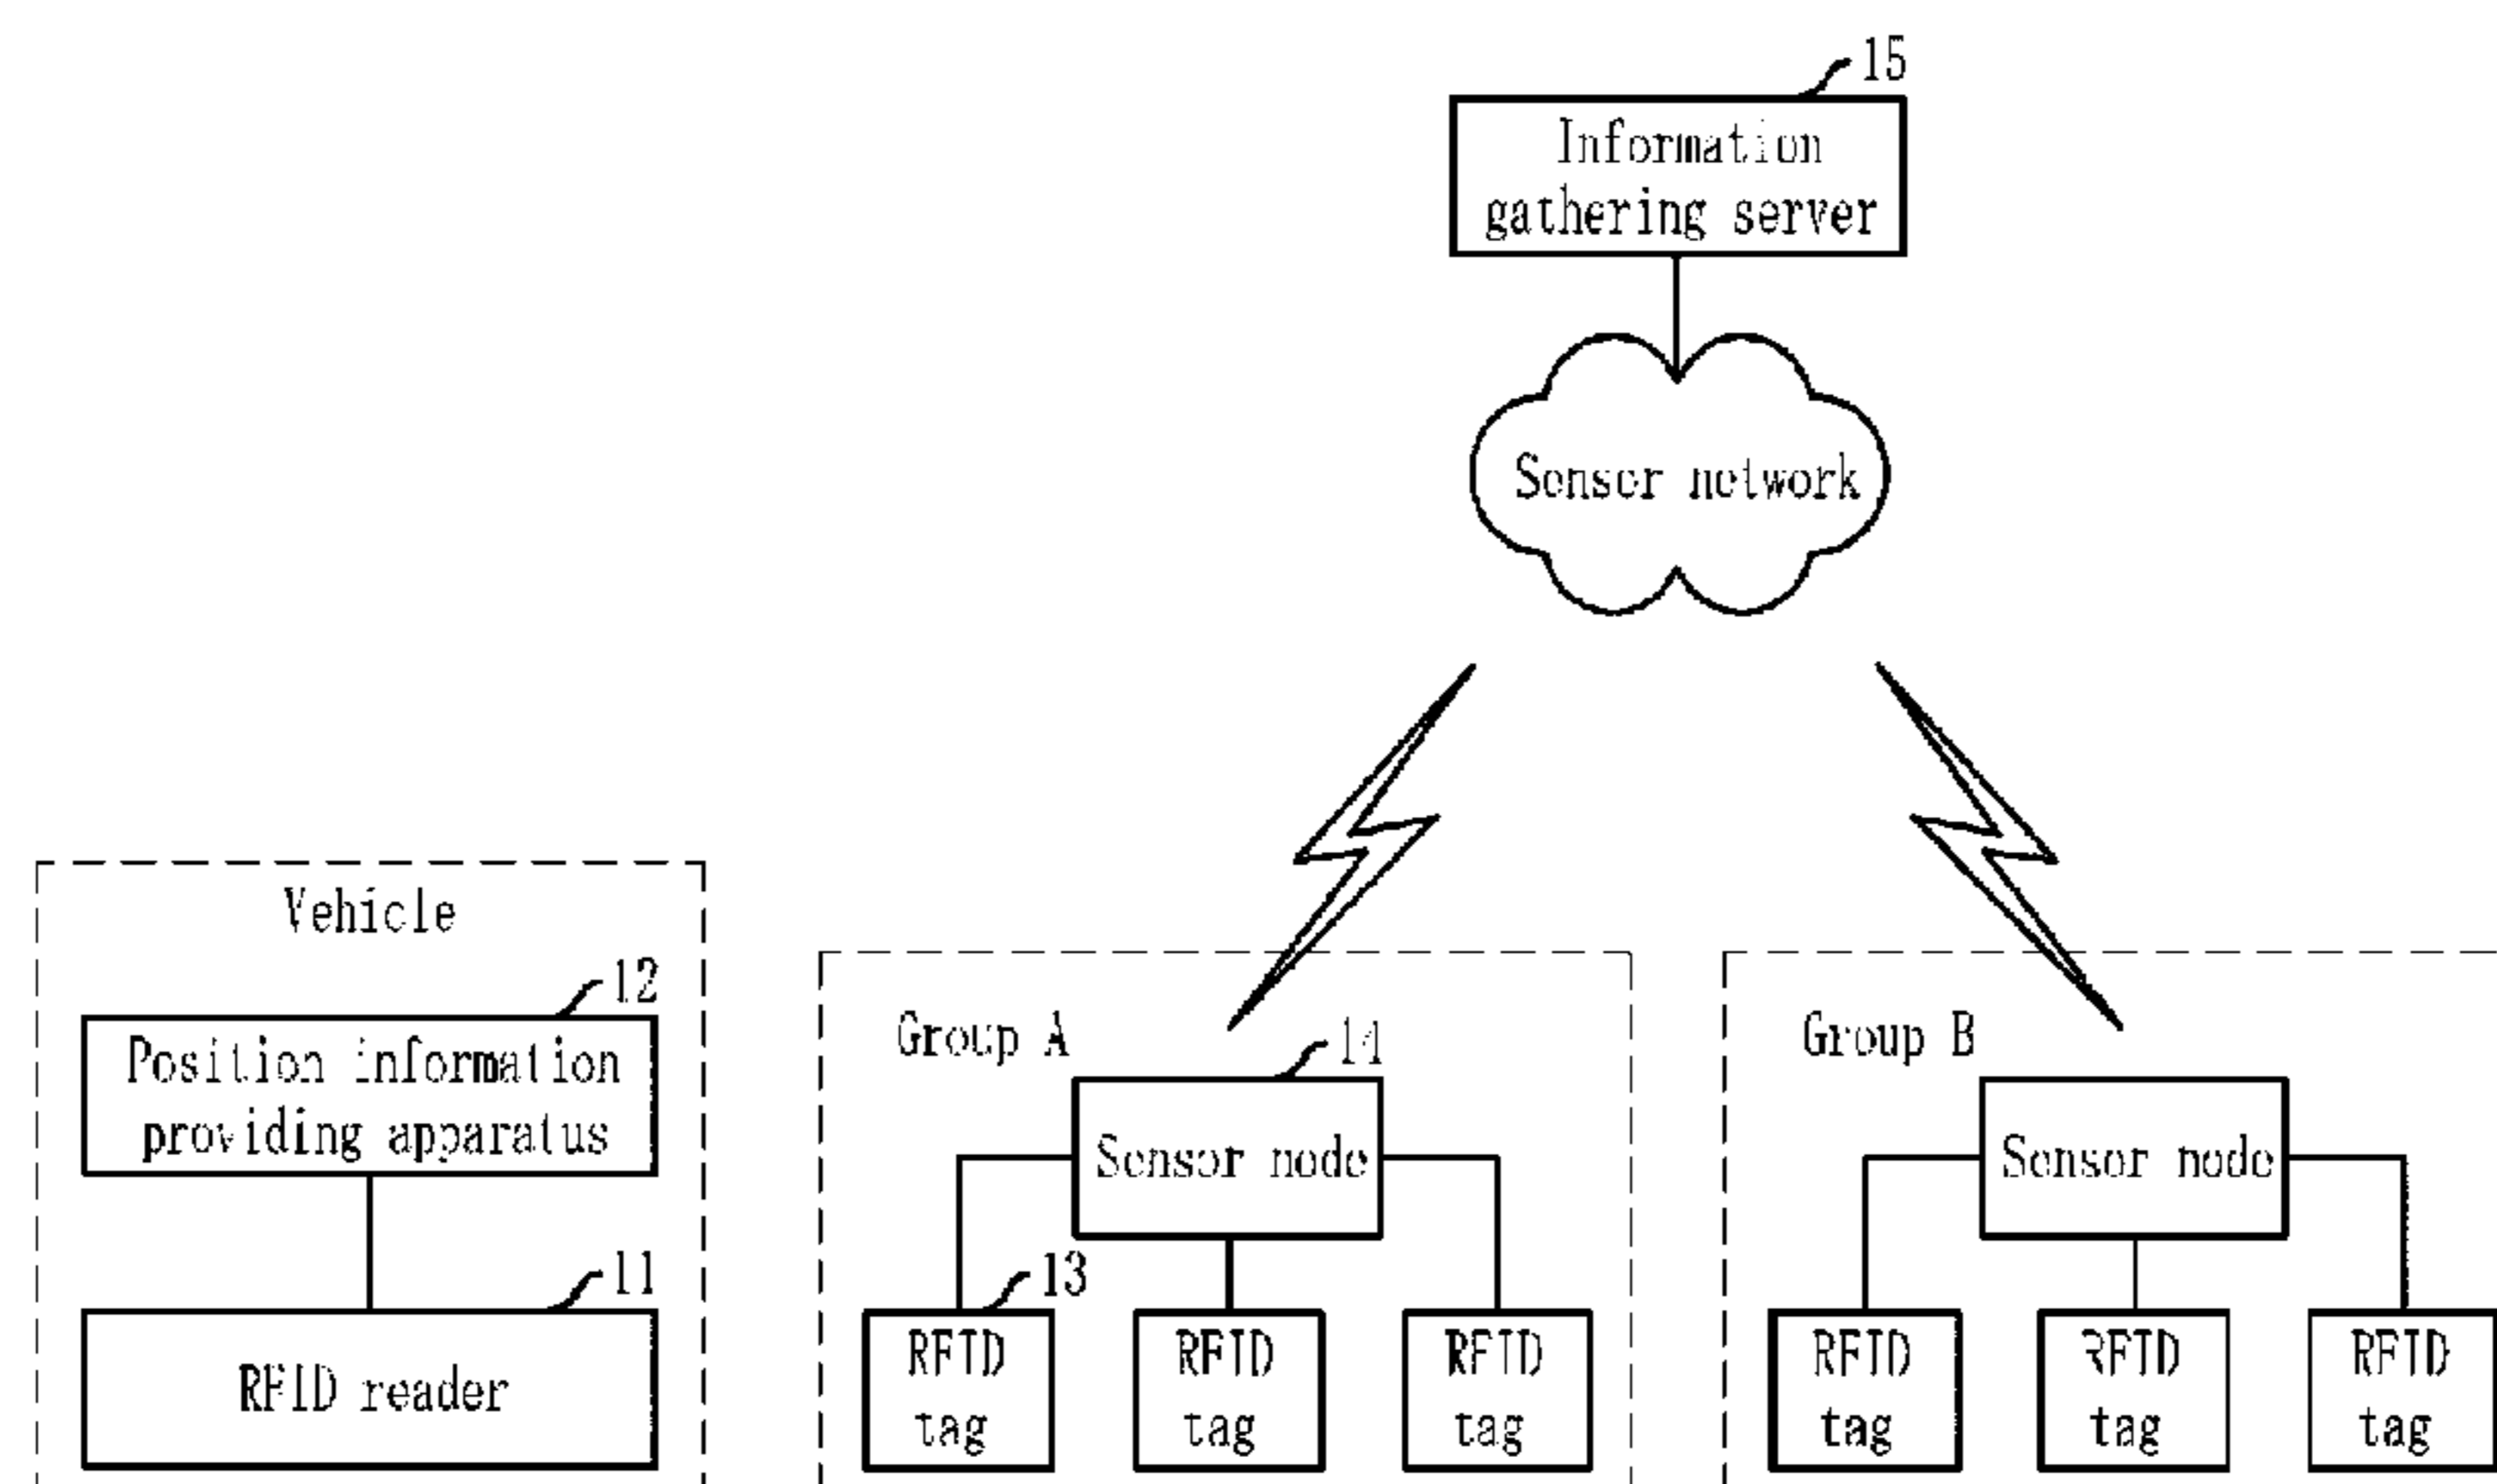 15
Information
gathering server
Sensor network
Vehicle
12
Position information
providing apparatus
11
RFID reader
Group A
14
Sensor node
13
RFID
tag
RFID
tag
RFID
tag
Group B
Sensor node
RFID
tag
RFID
tag
RFID
tag